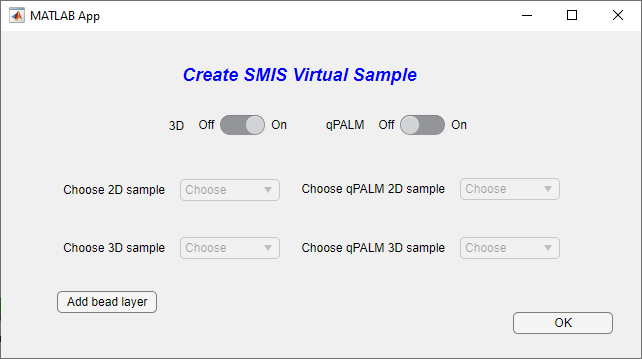 MATLAB App
Create SMIS Virtual Sample
3D Off On qPALM Off On
Choose 2D sample Choose Choose qPALM 2D sample Choose
Choose 3D sample Choose Choose qPALM 3D sample Choose
Add bead layer
OK